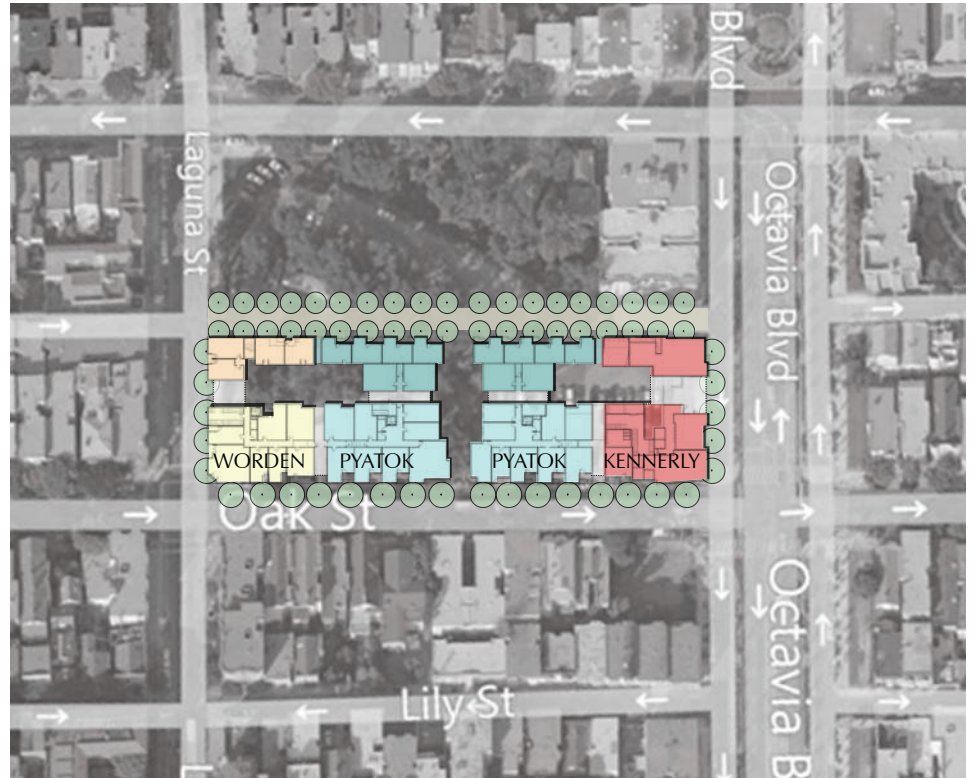 Blvd
Laguna St
Octavia Blvd
WORDEN PYATOK PYATOK KENNERLY
Oak St
Octavia B
Lily St
L